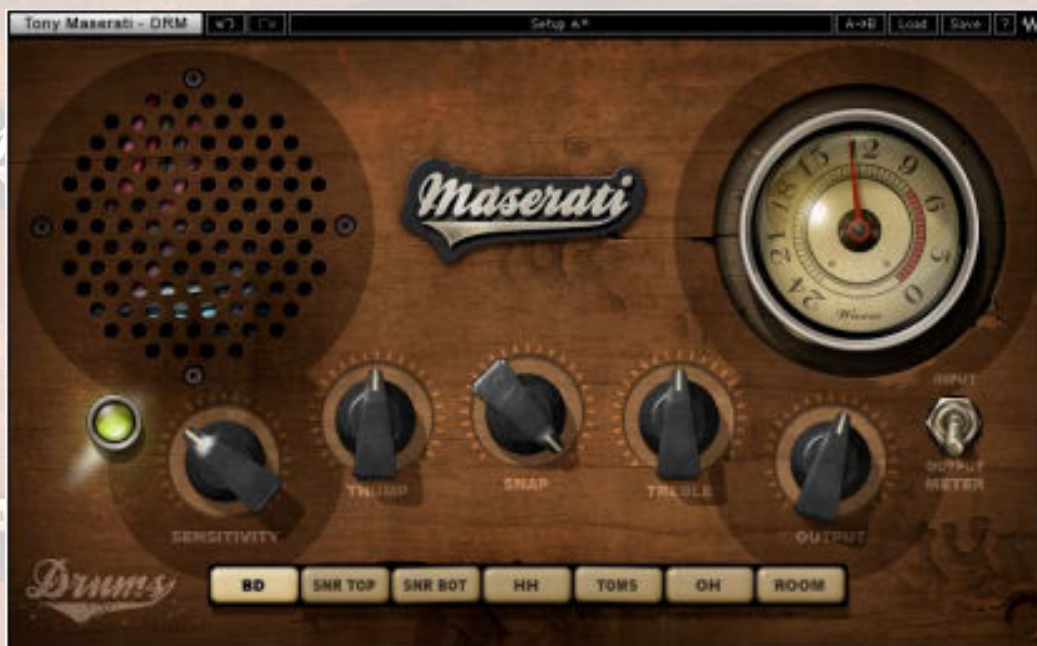 Tony Maserati - DRM
Setup A*
A->B Load Save ?
Maserati
24 21 18 15 12 9 6 3 0
Waves
INPUT
OUTPUT
METER
THUMP
SNAP
TREBLE
SENSITIVITY
OUTPUT
Drums
BD SNR TOP SNR BOT HH TOMS OH ROOM